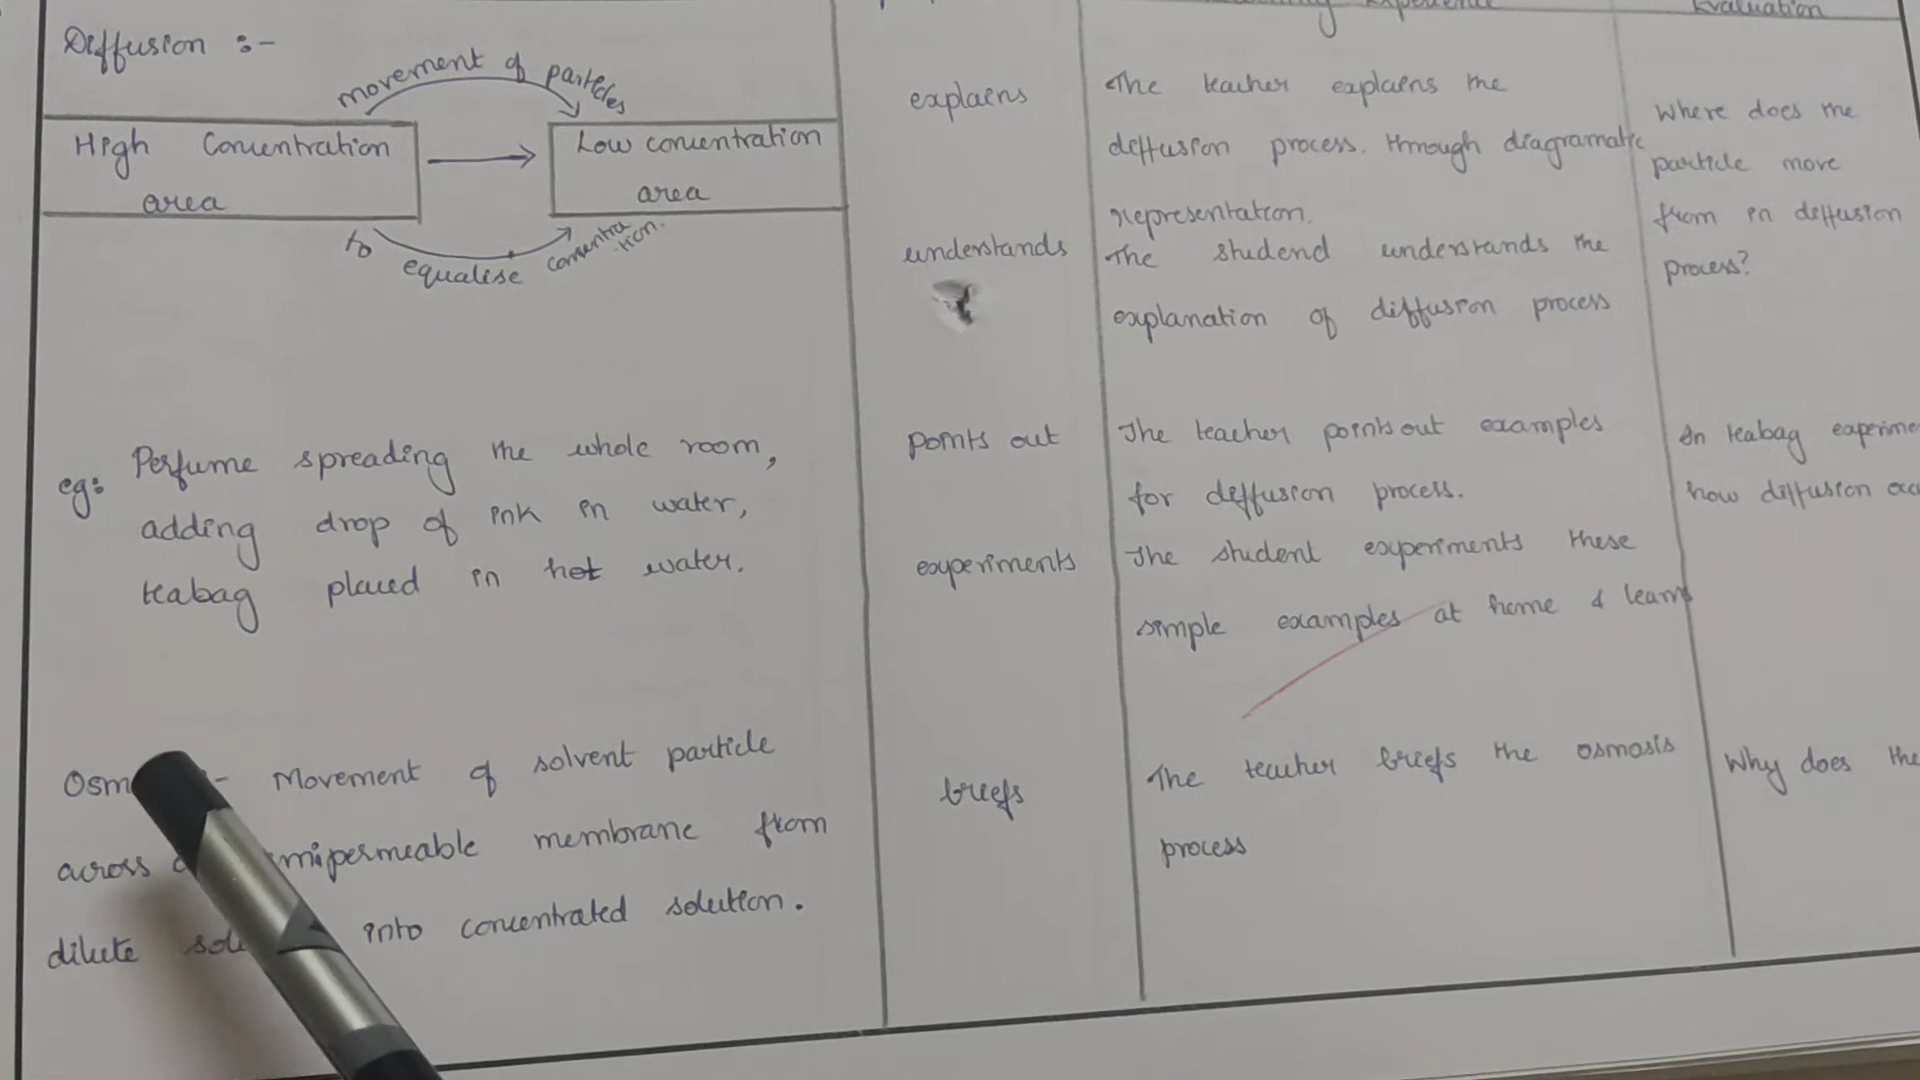 Evaluation
Diffusion :-
movement of particles
High Concentration
area
Low concentration
area
to equalise concentra
tion.
eg: Perfume spreading the whole room,
adding drop of ink in water,
teabag placed in hot water.
Movement of solvent particle
across
membrane from
dilute
into concentrated solution.
explains
understands
points out
experiments
briefs
The teacher explains the
diffusion process. through diagramatic
representation.
The studend understands the
explanation of diffusion process
The teacher points out examples
for diffusion process.
The student experiments these
simple examples at home & learns
The teacher briefs the osmosis
process
Where does the
particle move
from in diffusion
process?
In teabag experime
how diffusion occ
Why does the